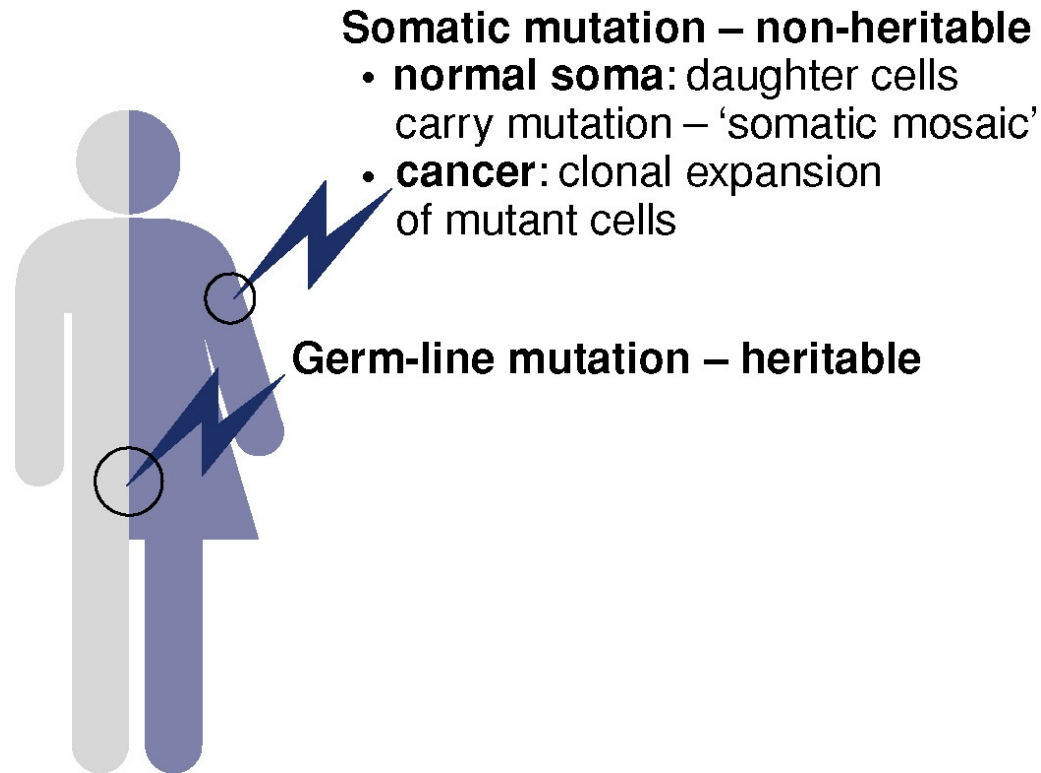 Somatic mutation – non-heritable
• normal soma: daughter cells
carry mutation – ‘somatic mosaic’
• cancer: clonal expansion
of mutant cells
Germ-line mutation – heritable